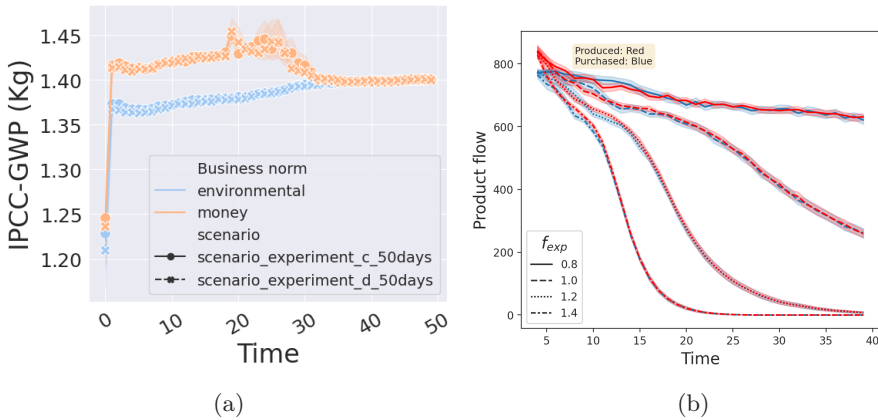 IPCC-GWP (Kg)
1.45
1.40
1.35
1.30
1.25
1.20
Business norm
environmental
money
scenario
scenario_experiment_c_50days
scenario_experiment_d_50days
0
10
20
30
40
50
Time
(a)
Product flow
800
600
400
200
0
Produced: Red
Purchased: Blue
f_exp
0.8
1.0
1.2
1.4
5
10
15
20
25
30
35
40
Time
(b)